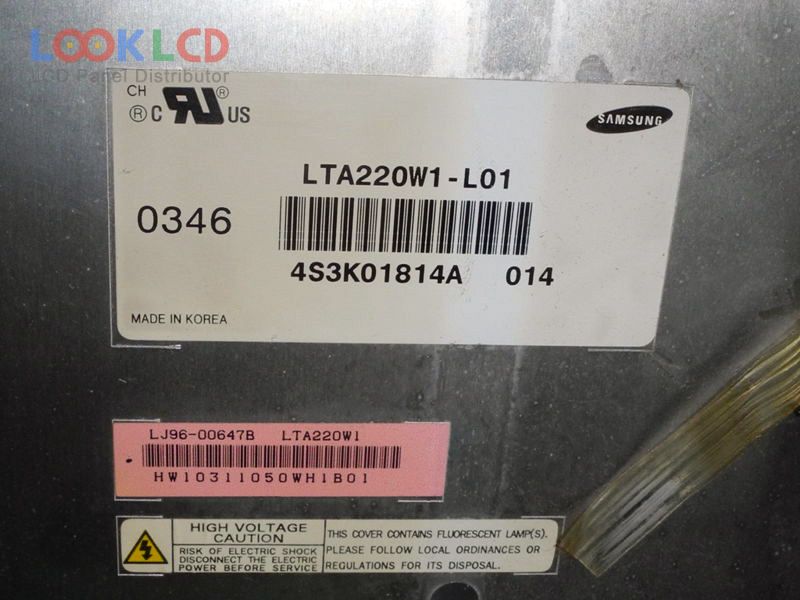 LOOKLCD
LCD Panel Distributor
CH
® C RU ® US
SAMSUNG
LTA220W1-L01
0346
4S3K01814A 014
MADE IN KOREA
LJ96-00647B LTA220W1
HW10311050WH1B01
HIGH VOLTAGE
CAUTION
RISK OF ELECTRIC SHOCK
DISCONNECT THE ELECTRIC
POWER BEFORE SERVICE
THIS COVER CONTAINS FLUORESCENT LAMP(S).
PLEASE FOLLOW LOCAL ORDINANCES OR
REGULATIONS FOR ITS DISPOSAL.